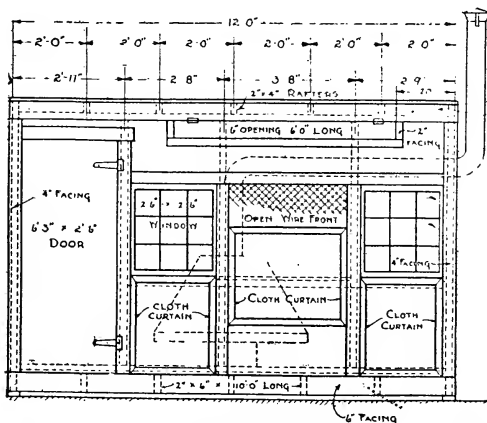 12'0"
2'-0" 2'0" 2-0" 2-0" 2'0" 2 0"
2'-11" 2 8" 3 8" 2 9"
2" x 4" RAFTERS
6" OPENING 6'0" LONG
2" FACING
4" FACING
6'3" x 2'6" DOOR
2 6" x 2 6" WINDOW
OPEN WIRE FRONT
4" FACING
CLOTH CURTAIN
CLOTH CURTAIN
CLOTH CURTAIN
2" x 6" x 10'0" LONG
6" FACING